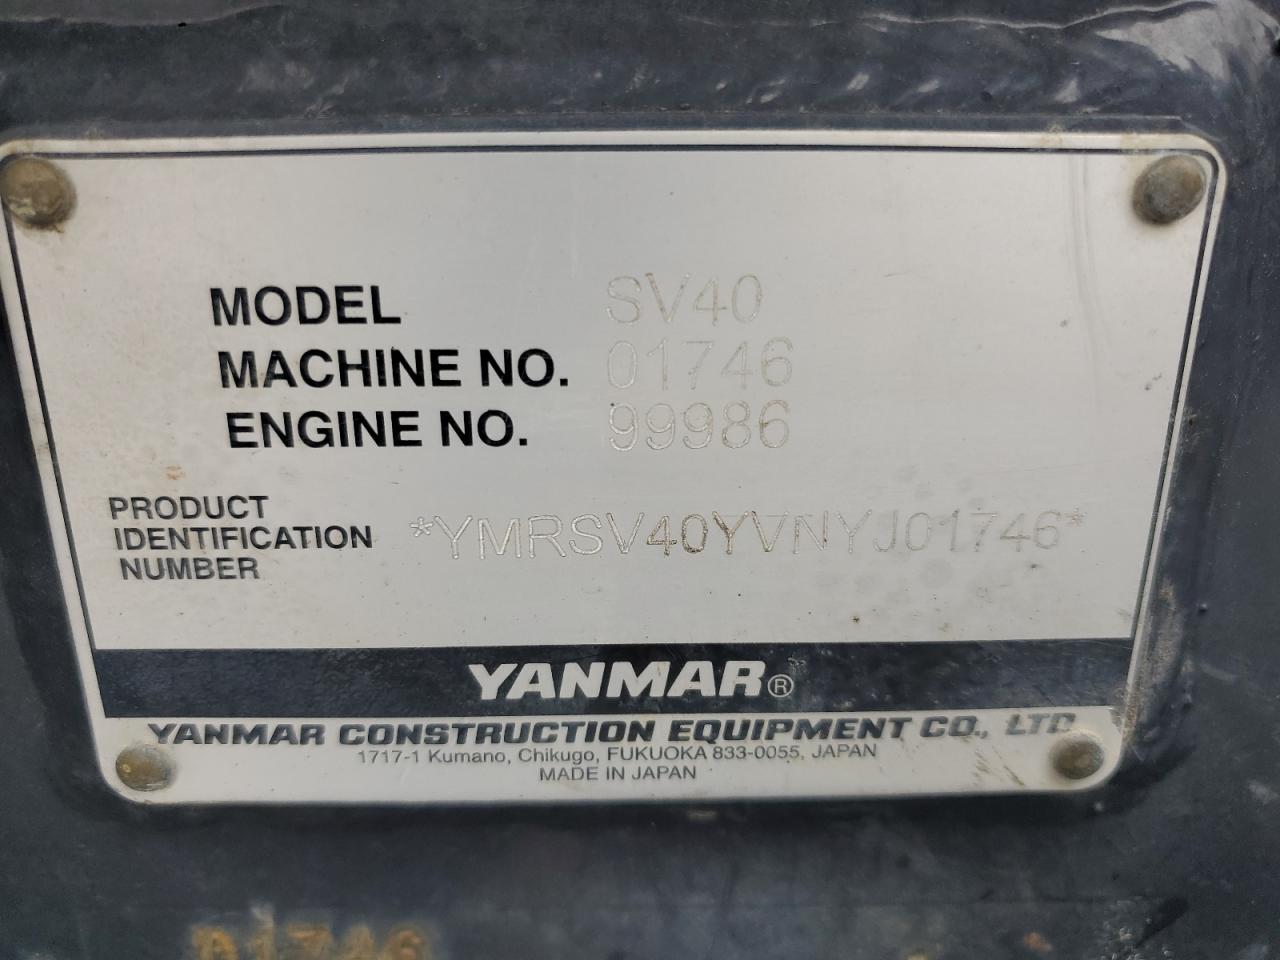 MODEL SV40
MACHINE NO. 01746
ENGINE NO. 99986
PRODUCT
IDENTIFICATION *YMRSV40YVNYJ01746*
NUMBER
YANMAR®
YANMAR CONSTRUCTION EQUIPMENT CO., LTD.
1717-1 Kumano, Chikugo, FUKUOKA 833-0055, JAPAN
MADE IN JAPAN
01746